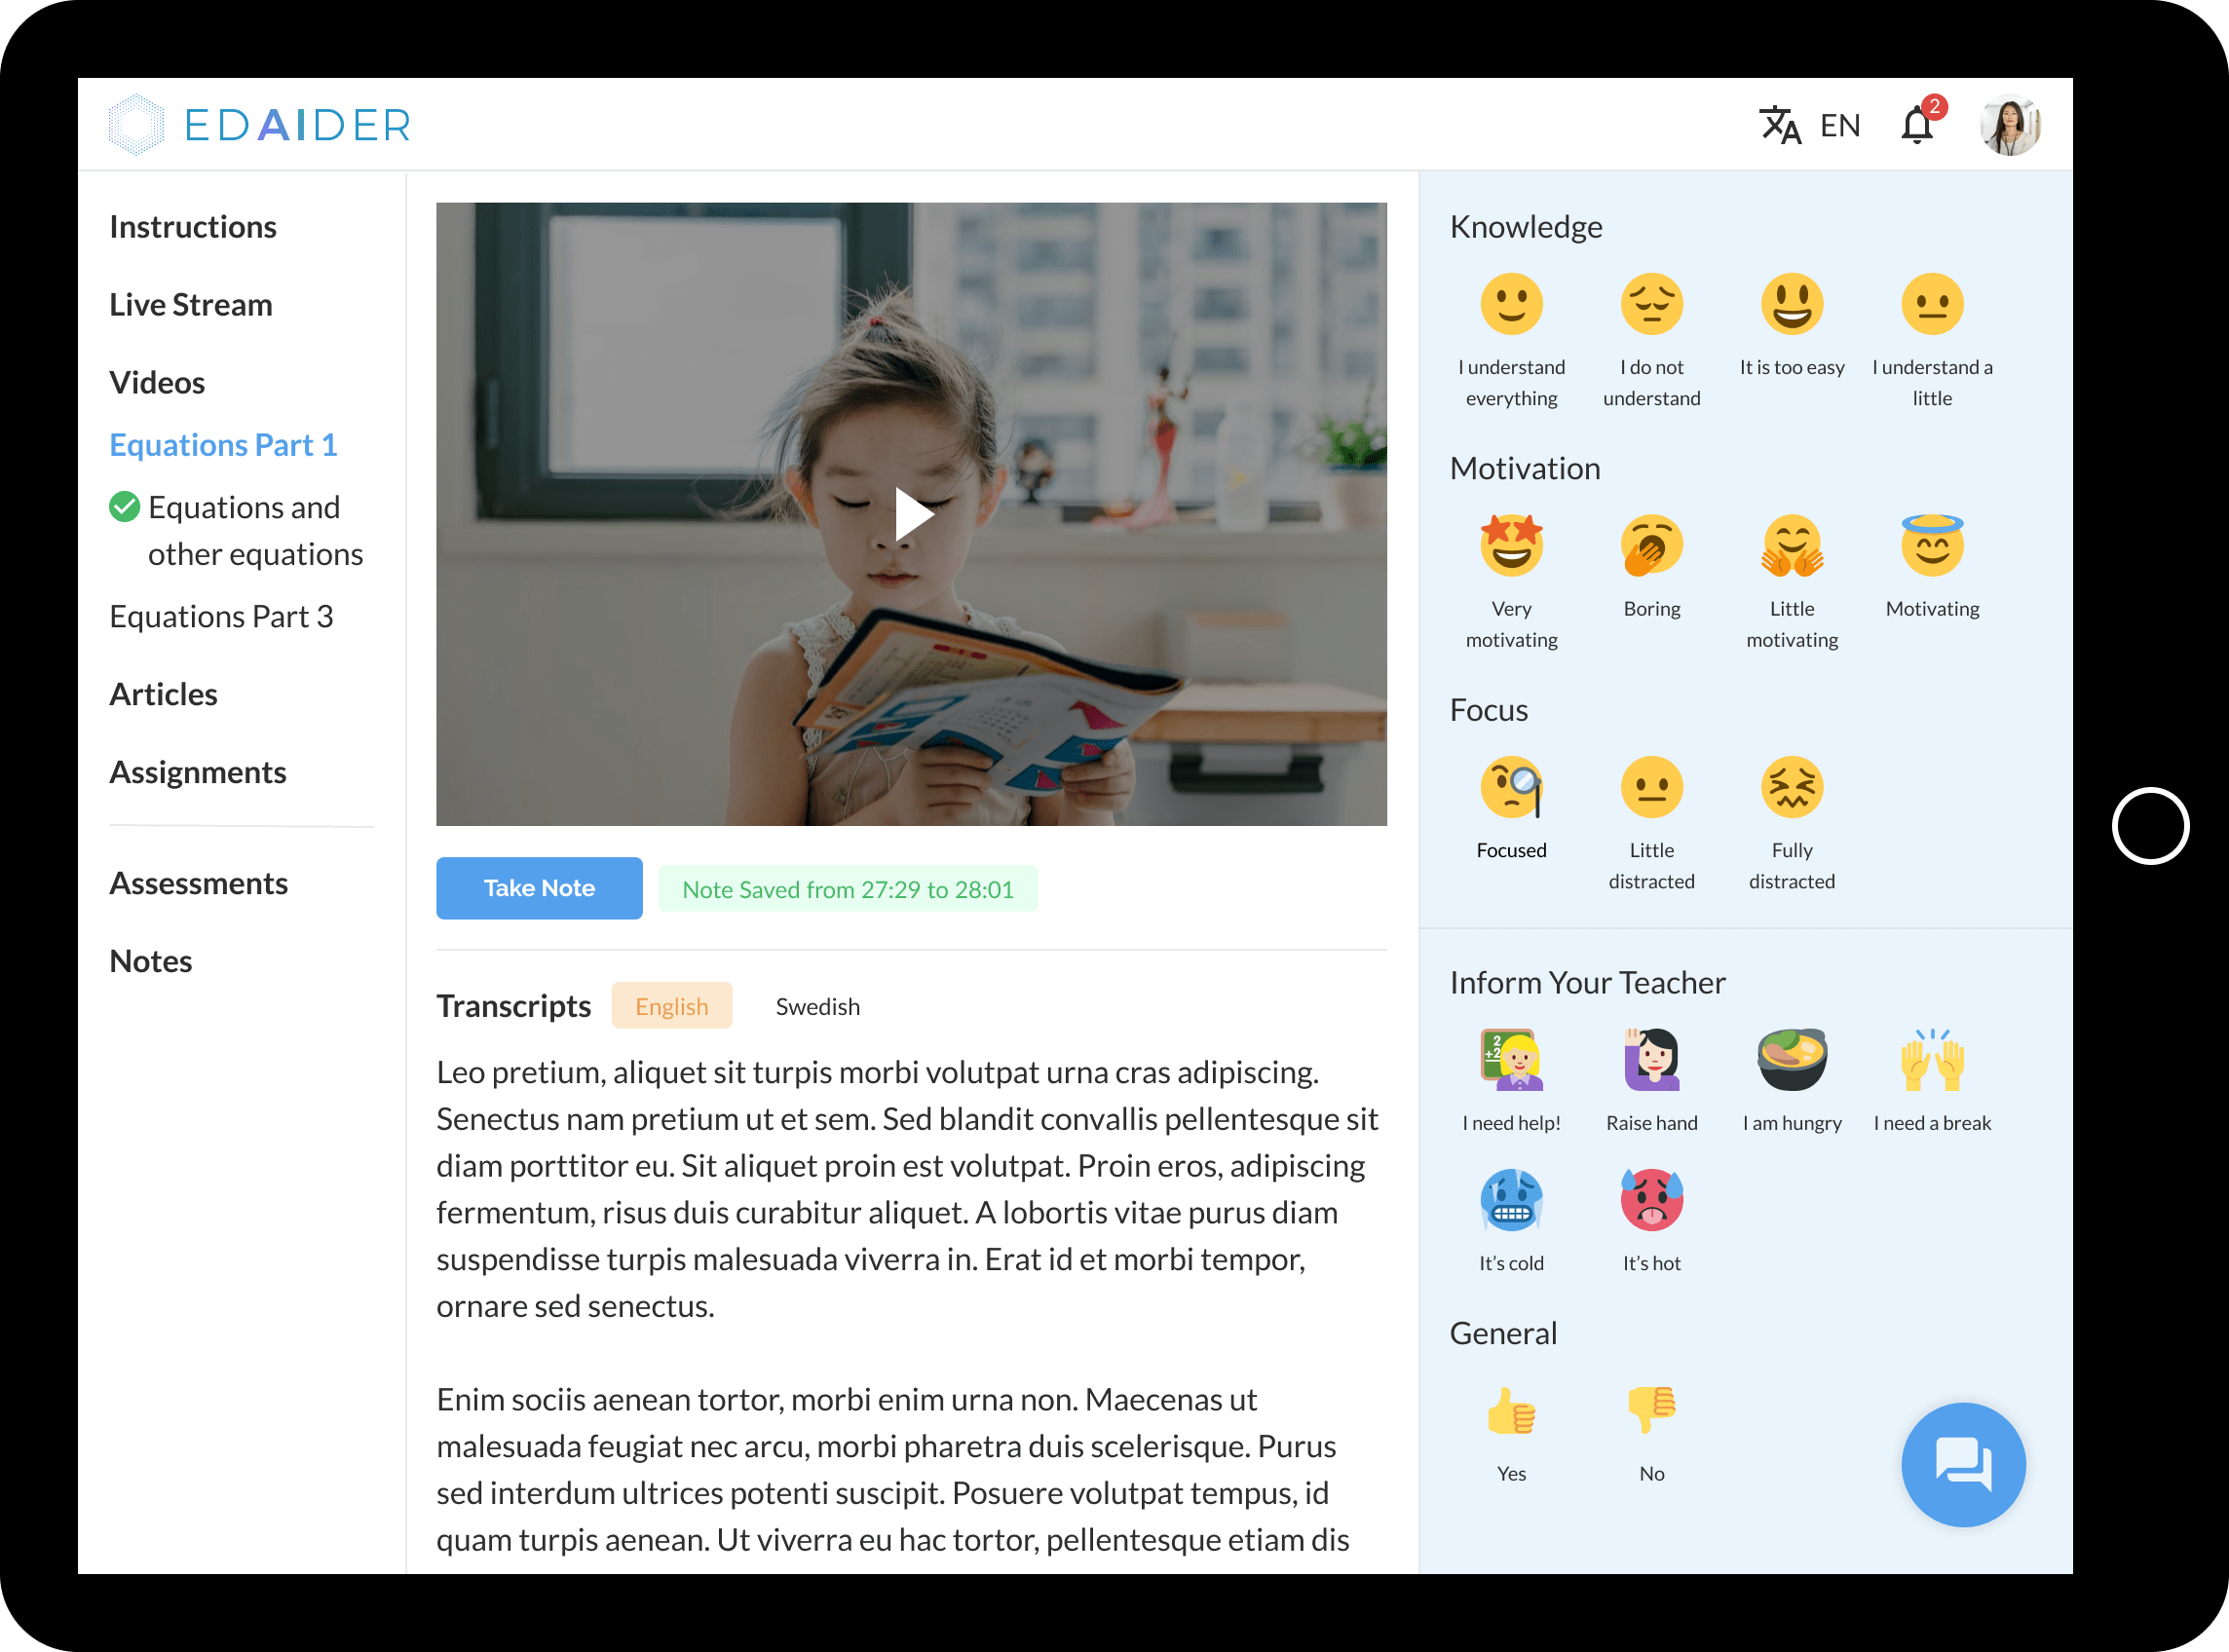 EDAIDER
EN
2
Instructions
Live Stream
Videos
Equations Part 1
Equations and
other equations
Equations Part 3
Articles
Assignments
Assessments
Notes
Take Note
Note Saved from 27:29 to 28:01
Transcripts
English
Swedish
Leo pretium, aliquet sit turpis morbi volutpat urna cras adipiscing.
Senectus nam pretium ut et sem. Sed blandit convallis pellentesque sit
diam porttitor eu. Sit aliquet proin est volutpat. Proin eros, adipiscing
fermentum, risus duis curabitur aliquet. A lobortis vitae purus diam
suspendisse turpis malesuada viverra in. Erat id et morbi tempor,
ornare sed senectus.
Enim sociis aenean tortor, morbi enim urna non. Maecenas ut
malesuada feugiat nec arcu, morbi pharetra duis scelerisque. Purus
sed interdum ultrices potenti suscipit. Posuere volutpat tempus, id
quam turpis aenean. Ut viverra eu hac tortor, pellentesque etiam dis
Knowledge
I understand
everything
I do not
understand
It is too easy
I understand a
little
Motivation
Very
motivating
Boring
Little
motivating
Motivating
Focus
Focused
Little
distracted
Fully
distracted
Inform Your Teacher
2
+2
I need help!
Raise hand
I am hungry
I need a break
It's cold
It's hot
General
Yes
No